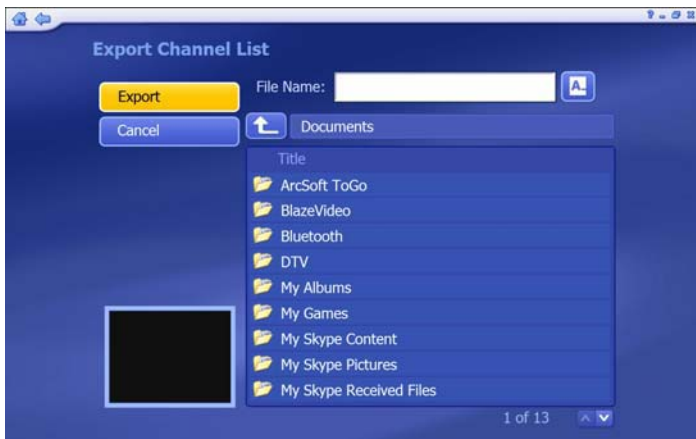 Export Channel List
Export
File Name:
A
Cancel
Documents
Title
ArcSoft ToGo
BlazeVideo
Bluetooth
DTV
My Albums
My Games
My Skype Content
My Skype Pictures
My Skype Received Files
1 of 13